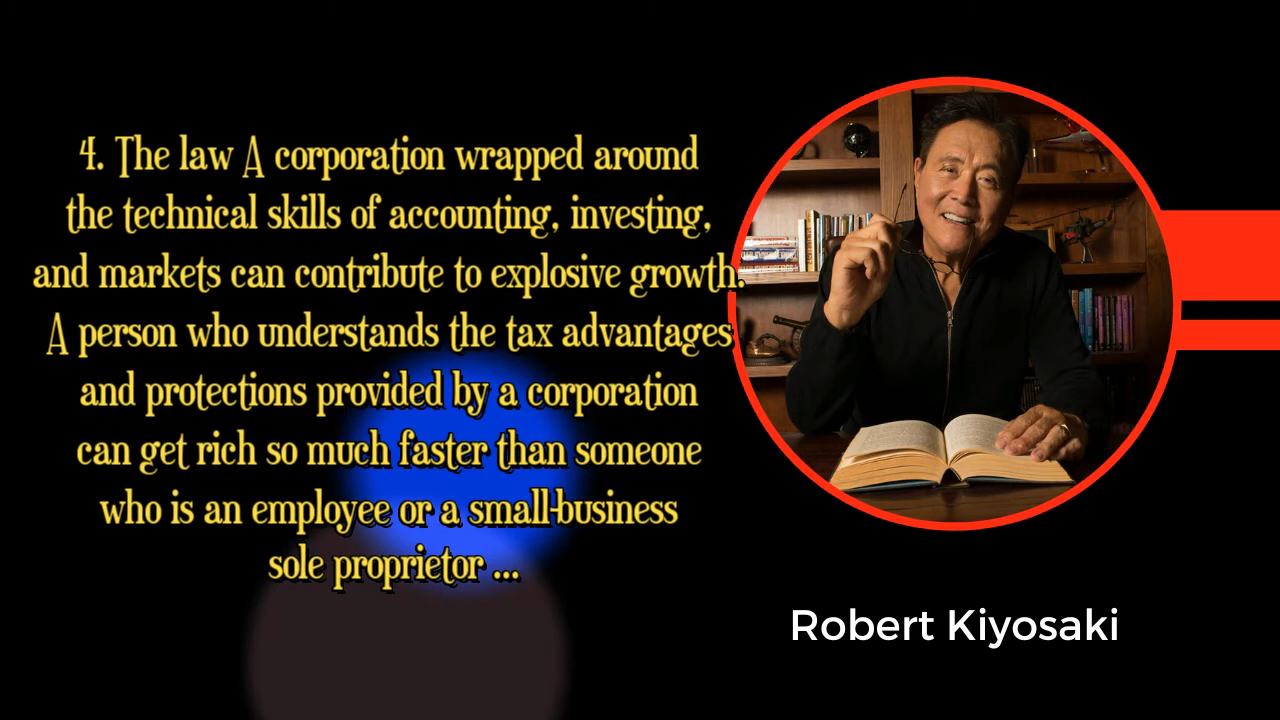 4. The law A corporation wrapped around
the technical skills of accounting, investing,
and markets can contribute to explosive growth.
A person who understands the tax advantages
and protections provided by a corporation
can get rich so much faster than someone
who is an employee or a small-business
sole proprietor ...
Robert Kiyosaki